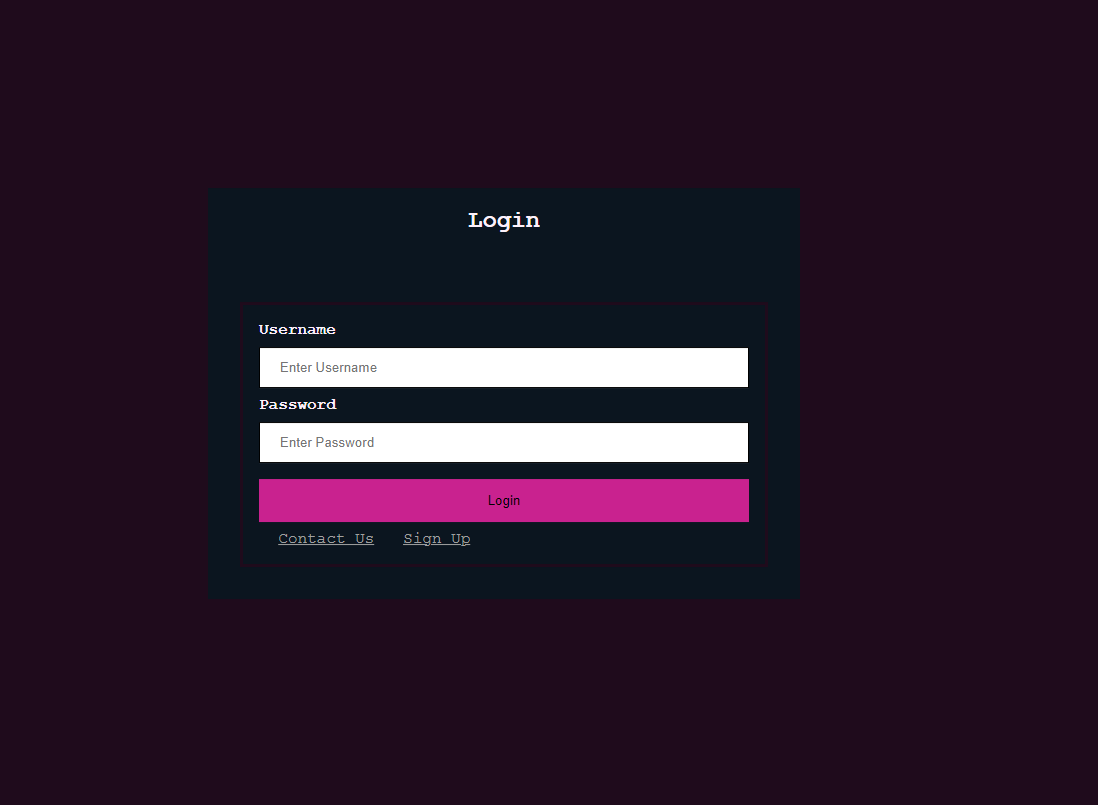 Login
Username
Enter Username
Password
Enter Password
Login
Contact Us Sign Up